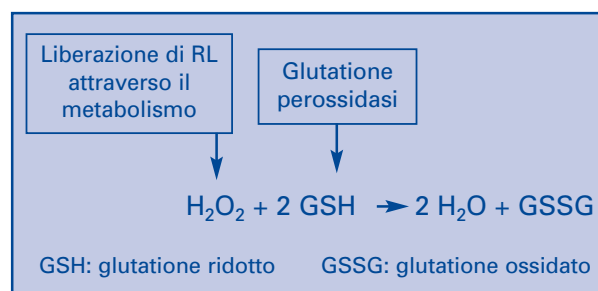 Liberazione di RL
attraverso il
metabolismo
Glutatione
perossidasi
H₂O₂ + 2 GSH → 2 H₂O + GSSG
GSH: glutatione ridotto GSSG: glutatione ossidato